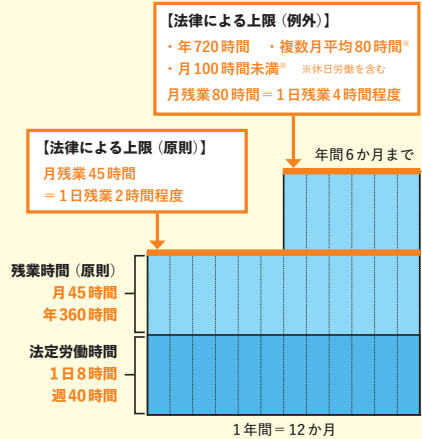 【法律による上限（例外）】
・年720時間　・複数月平均80時間※
・月100時間未満※　※休日労働を含む
月残業80時間＝1日残業4時間程度
【法律による上限（原則）】
月残業45時間
＝1日残業2時間程度
年間6か月まで
残業時間（原則）
月45時間
年360時間
法定労働時間
1日8時間
週40時間
1年間＝12か月